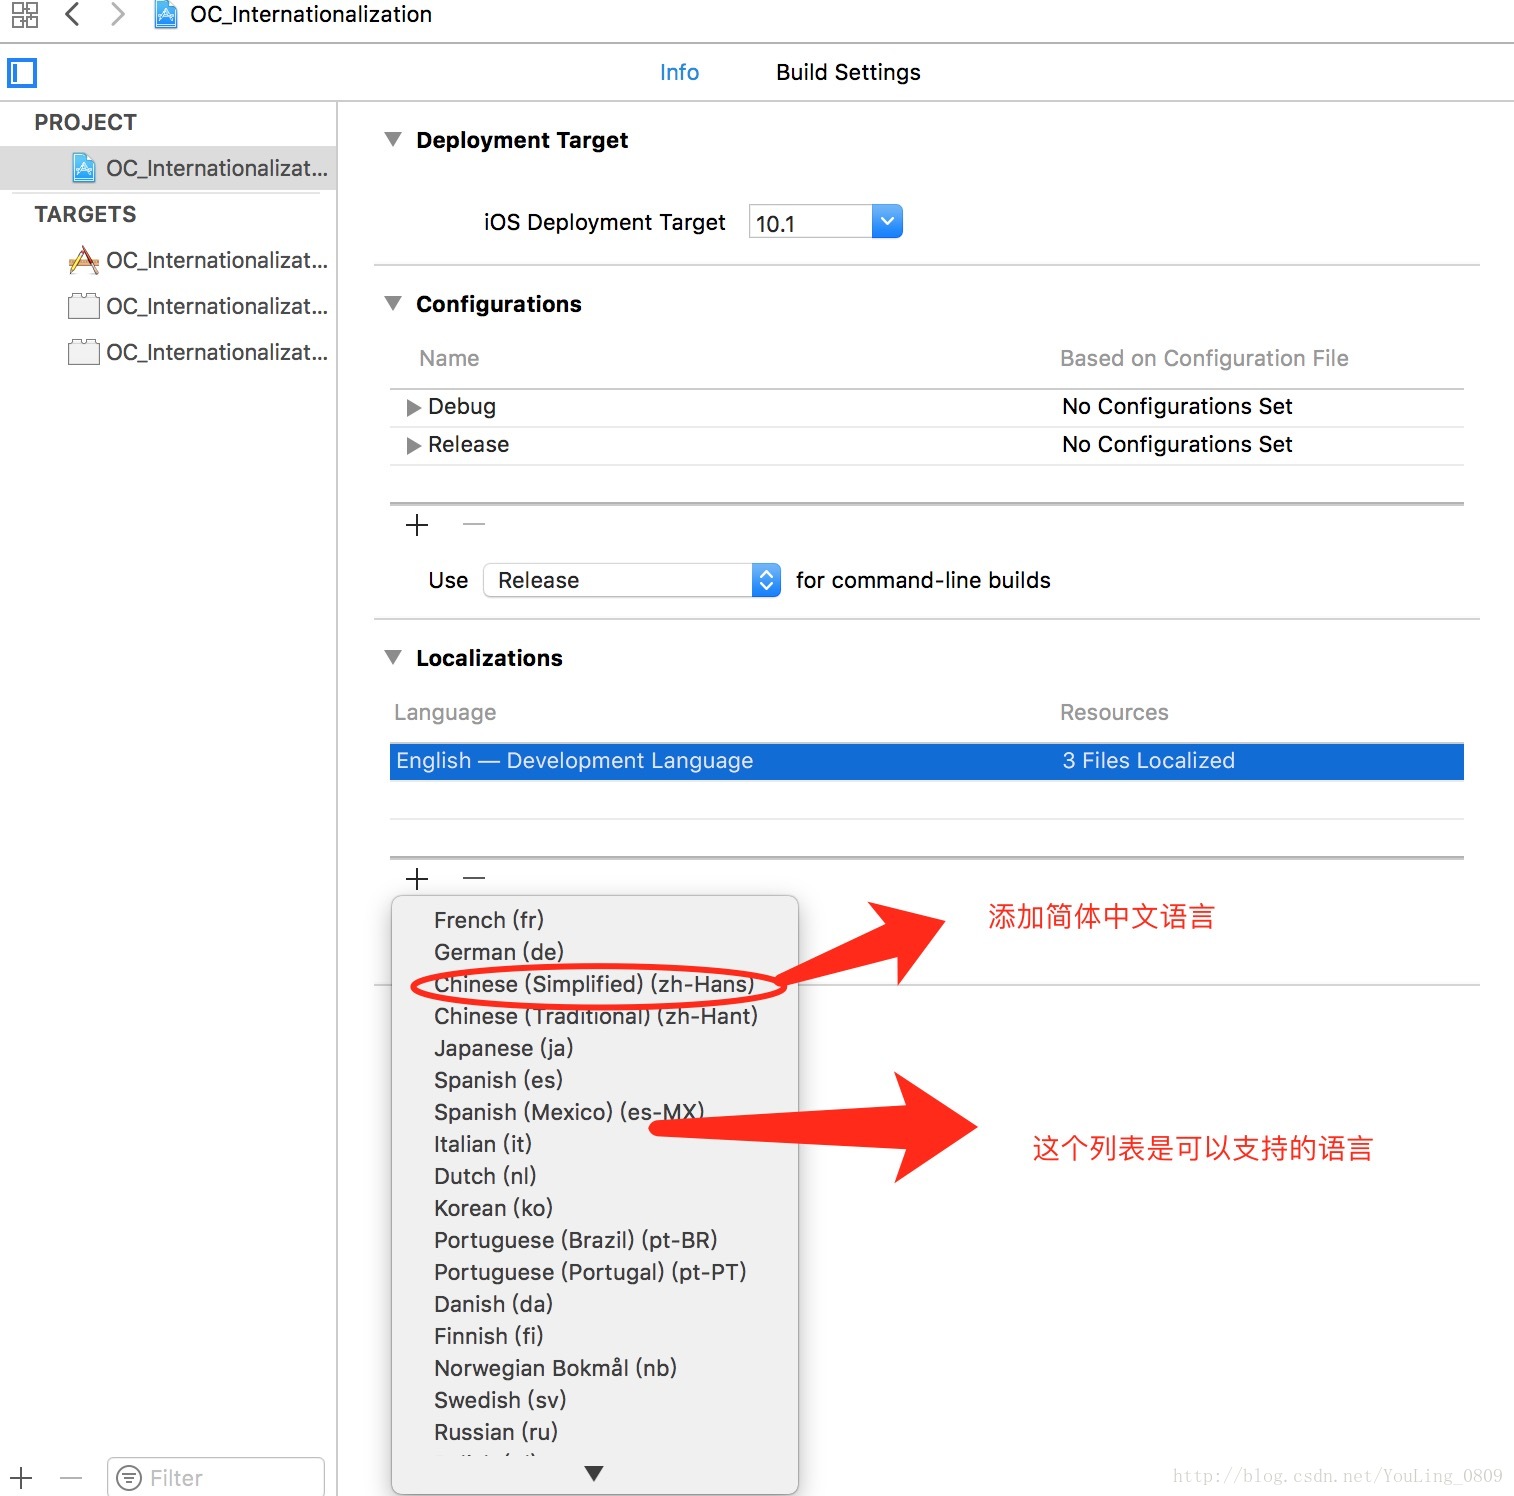 OC_Internationalization
Info
Build Settings
PROJECT
OC_Internationalizat...
TARGETS
OC_Internationalizat...
OC_Internationalizat...
OC_Internationalizat...
Deployment Target
iOS Deployment Target 10.1
Configurations
Name Based on Configuration File
Debug No Configurations Set
Release No Configurations Set
Use Release for command-line builds
Localizations
Language Resources
English — Development Language 3 Files Localized
French (fr)
添加简体中文语言
German (de)
Chinese (Simplified) (zh-Hans)
Chinese (Traditional) (zh-Hant)
Japanese (ja)
Spanish (es)
Spanish (Mexico) (es-MX)
Italian (it)
这个列表是可以支持的语言
Dutch (nl)
Korean (ko)
Portuguese (Brazil) (pt-BR)
Portuguese (Portugal) (pt-PT)
Danish (da)
Finnish (fi)
Norwegian Bokmål (nb)
Swedish (sv)
Russian (ru)
Filter
http://blog.csdn.net/YouLing_0809